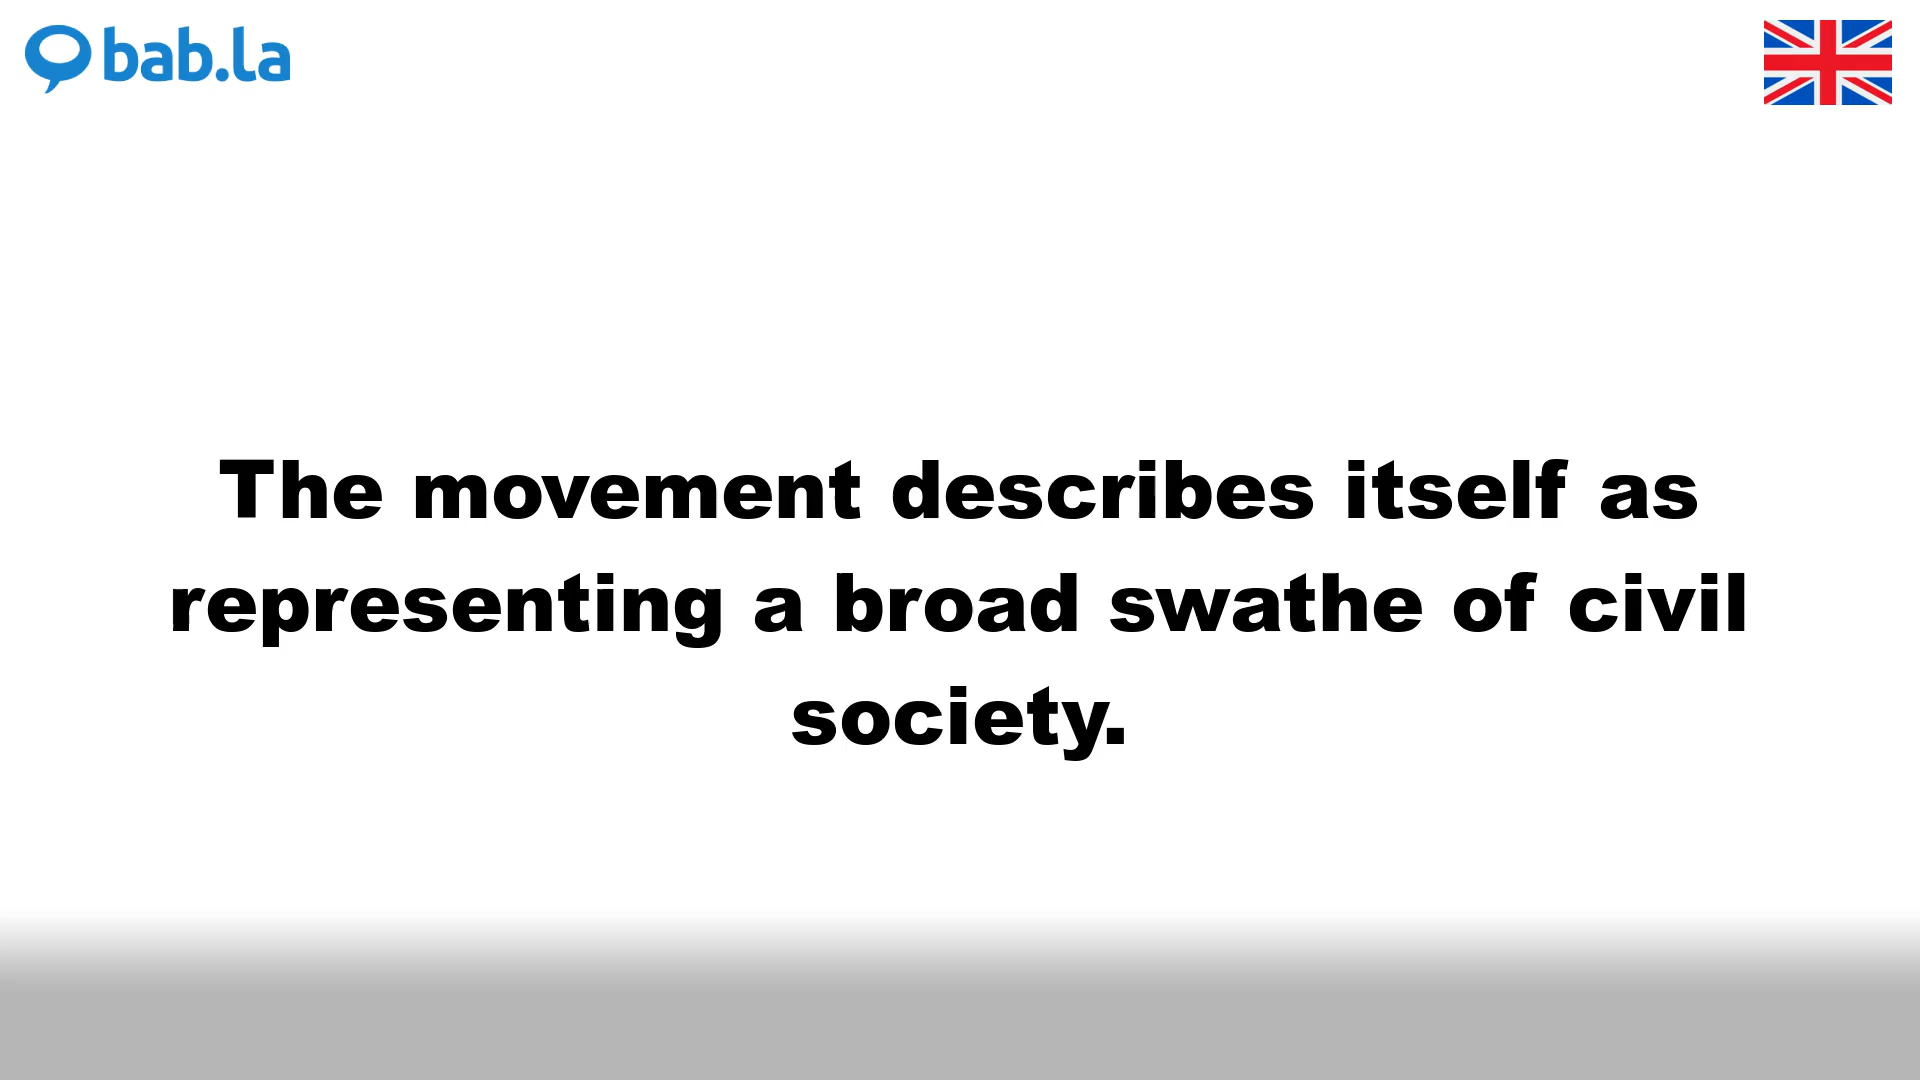 bab.la
The movement describes itself as
representing a broad swathe of civil
society.